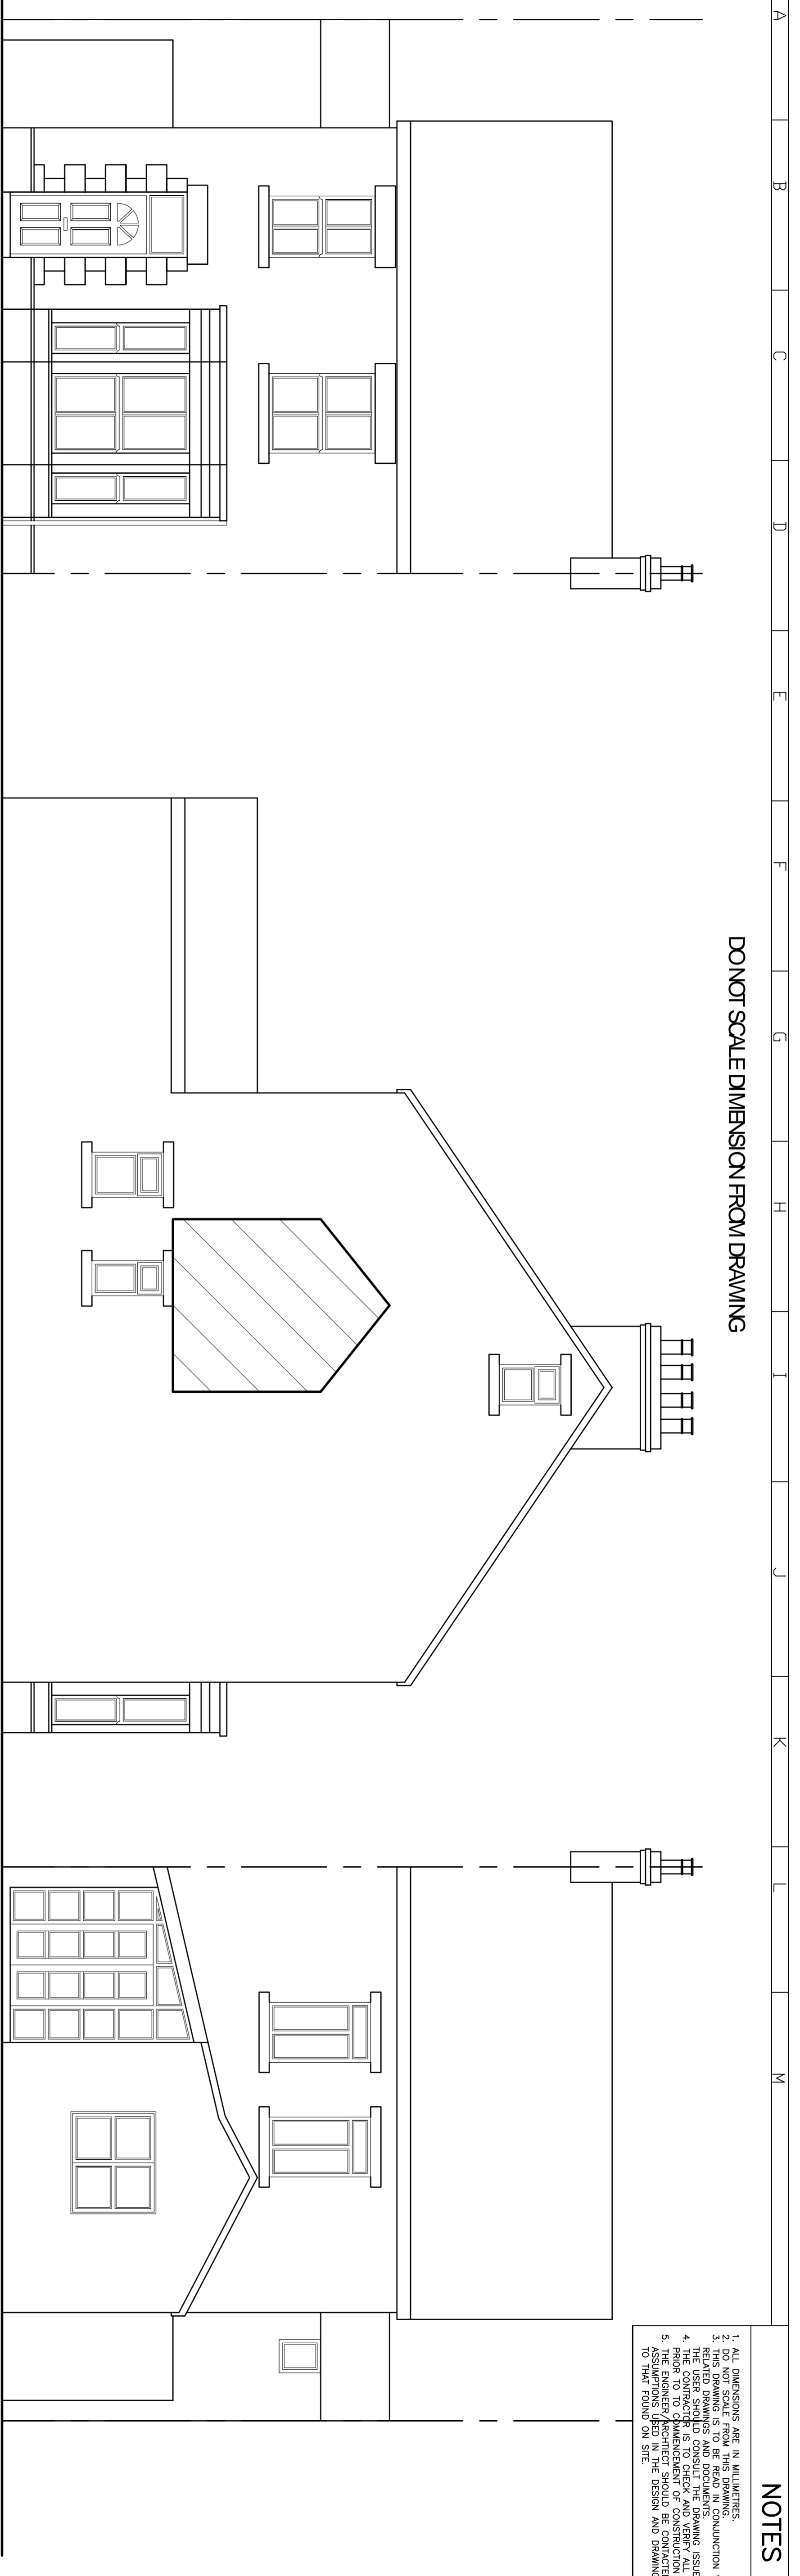 A
B
C
D
E
F
G
H
I
J
K
L
M
DO NOT SCALE DIMENSION FROM DRAWING
NOTES
1. ALL DIMENSIONS ARE IN MILLIMETRES.
2. DO NOT SCALE FROM THIS DRAWING.
3. THIS DRAWING IS TO BE READ IN CONJUNCTION
RELATED DRAWINGS AND DOCUMENTS.
THE USER SHOULD CONSULT THE DRAWING ISSUE
4. THE CONTRACTOR IS TO CHECK AND VERIFY ALL
PRIOR TO TO COMMENCEMENT OF CONSTRUCTION
5. THE ENGINEER/ARCHTIECT SHOULD BE CONTACTED
ASSUMPTIONS USED IN THE DESIGN AND DRAWING
TO THAT FOUND ON SITE.